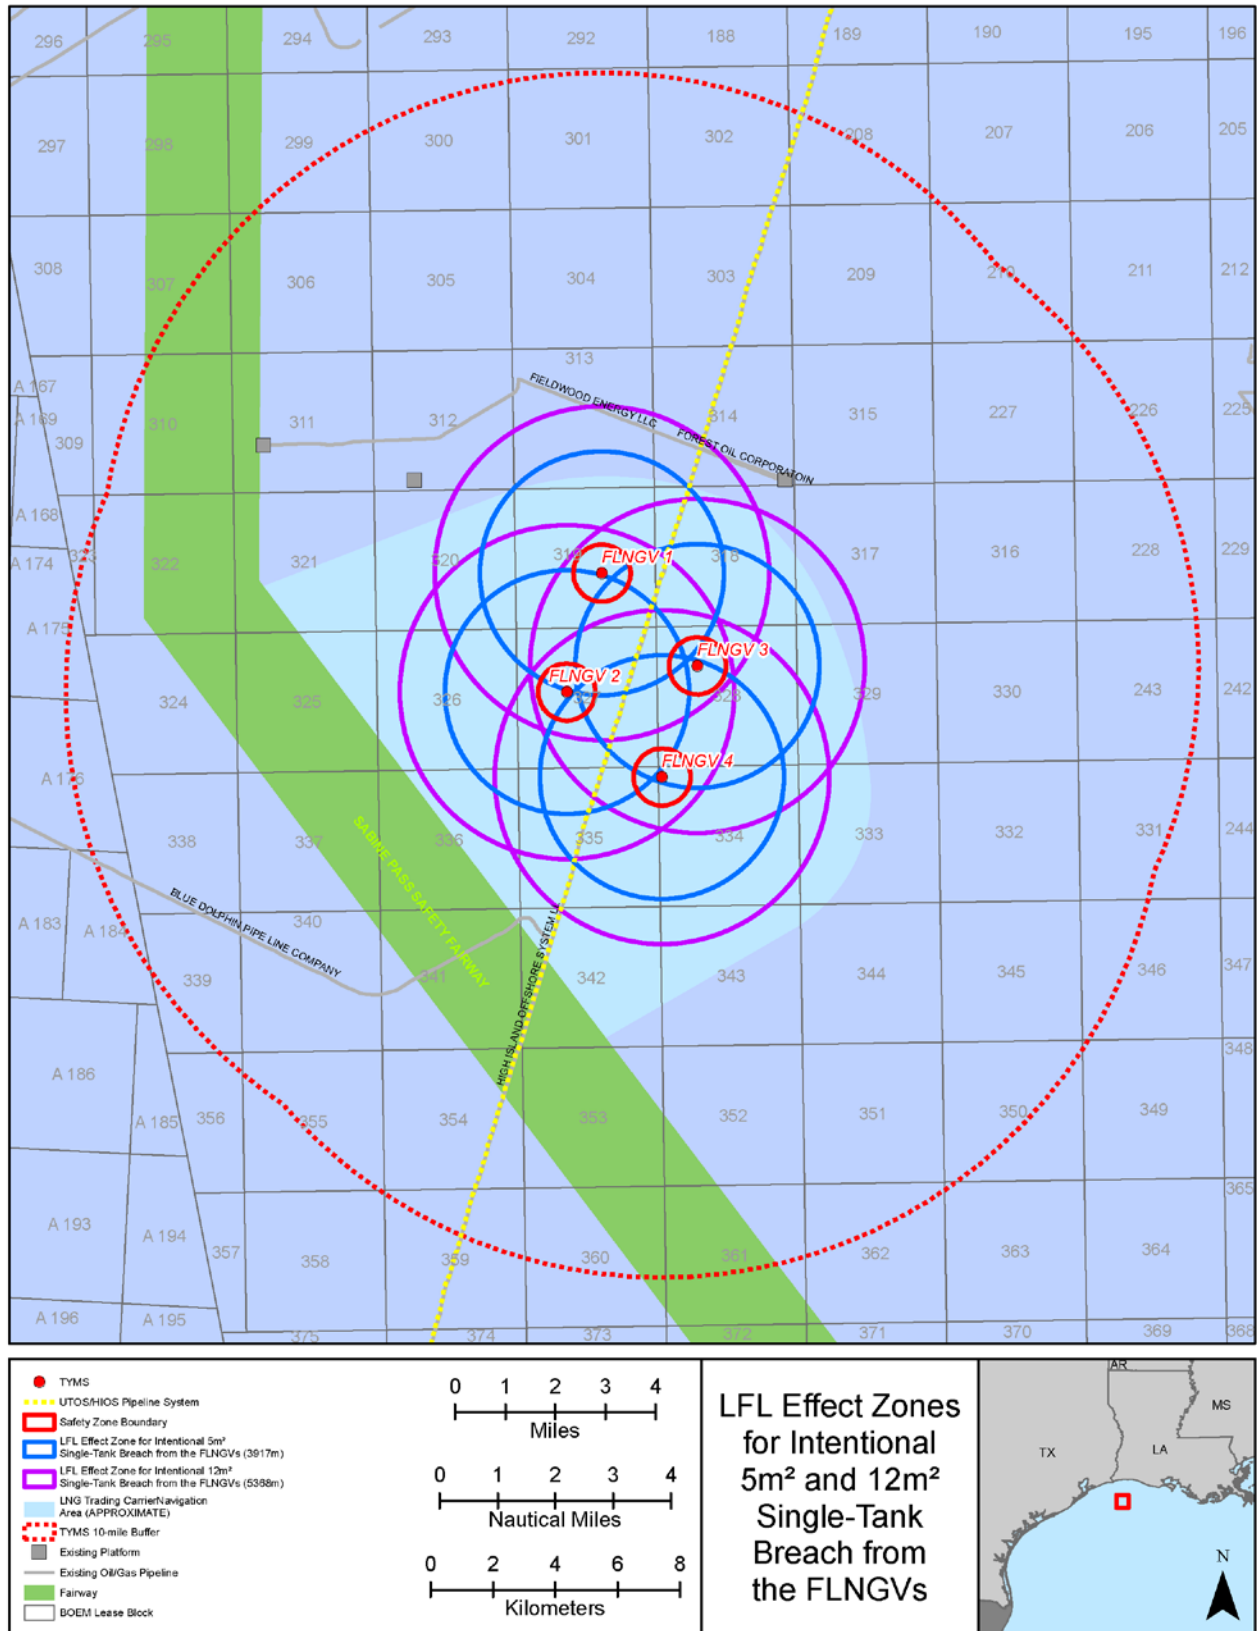 296 295 294 293 292 188 189 190 195 196
297 298 299 300 301 302 208 207 206 205
308 307 306 305 304 303 209 210 211 212
313
A 167
FIELDWOOD ENERGY LLC
A 169 309 310 311 312 314 315 227 226 225
FOREST OIL CORPORATOIN
A 168
323
A 174 322 321 320 319 318 317 316 228 229
FLNGV 1
A 175
FLNGV 3
FLNGV 2
324 325 326 327 328 329 330 243 242
FLNGV 4
A 176
338 337 336 335 334 333 332 331 244
SABINE PASS SAFETY FAIRWAY
BLUE DOLPHIN PIPE LINE COMPANY
A 183 A 184 340
339 341 342 343 344 345 346 347
HIGH ISLAND OFFSHORE SYSTEM LL
348
A 186
A 185 356 355 354 353 352 351 350 349
365
A 193 A 194 357 358 359 360 361 362 363 364
A 196 A 195 375 374 373 372 371 370 369 368
TYMS
UTOS/HIOS Pipeline System
Safety Zone Boundary
LFL Effect Zone for Intentional 5m²
Single-Tank Breach from the FLNGVs (3917m)
LFL Effect Zone for Intentional 12m²
Single-Tank Breach from the FLNGVs (5368m)
LNG Trading CarrierNavigation
Area (APPROXIMATE)
TYMS 10-mile Buffer
Existing Platform
Existing Oil/Gas Pipeline
Fairway
BOEM Lease Block
0 1 2 3 4
Miles
0 1 2 3 4
Nautical Miles
0 2 4 6 8
Kilometers
LFL Effect Zones
for Intentional
5m² and 12m²
Single-Tank
Breach from
the FLNGVs
AR
MS
TX
LA
N